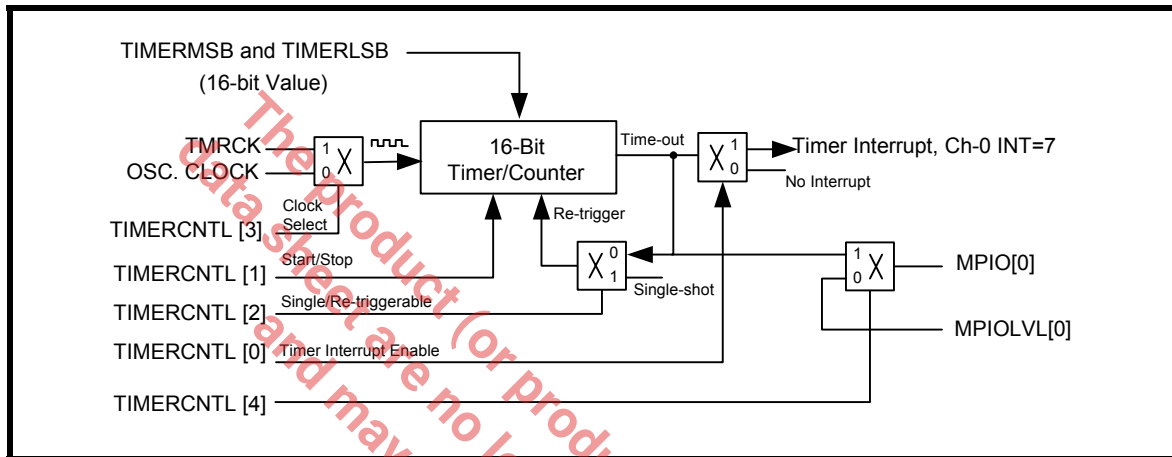 TIMERMSB and TIMERLSB
(16-bit Value)
TMRCK
OSC. CLOCK
1
0
X
16-Bit
Timer/Counter
Time-out
X
1
0
Timer Interrupt, Ch-0 INT=7
No Interrupt
Clock
Select
TIMERCNTL [3]
Re-trigger
Start/Stop
TIMERCNTL [1]
X
0
1
Single-shot
1
0
X
MPIO[0]
MPIOLVL[0]
Single/Re-triggerable
TIMERCNTL [2]
TIMERCNTL [0]
Timer Interrupt Enable
TIMERCNTL [4]
The product (or produ
data sheet are no lo
and may